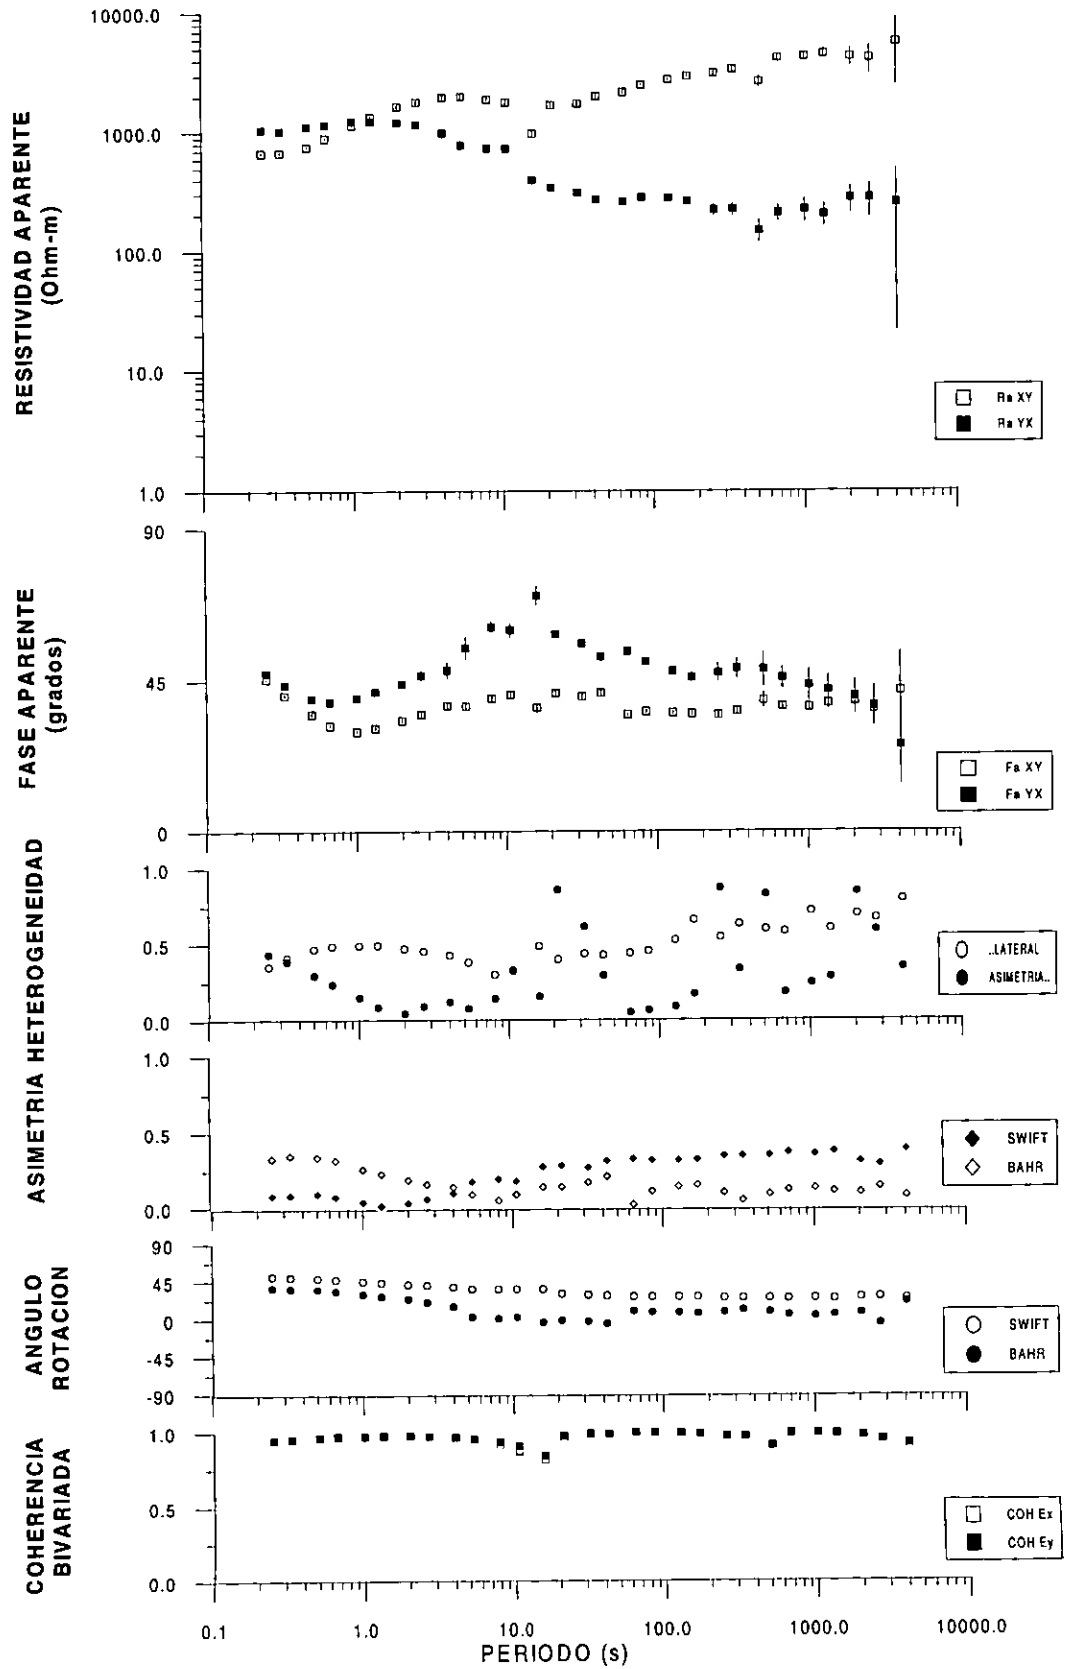 10000.0
1000.0
100.0
10.0
1.0
RESISTIVIDAD APARENTE
(Ohm-m)
Ra XY
Ra YX
90
45
0
FASE APARENTE
(grados)
Fa XY
Fa YX
1.0
0.5
0.0
ASIMETRIA HETEROGENEIDAD
..LATERAL
ASIMETRIA..
1.0
0.5
0.0
SWIFT
BAHR
90
45
0
-45
-90
ANGULO
ROTACION
SWIFT
BAHR
1.0
0.5
0.0
COHERENCIA
BIVARIADA
COH Ex
COH Ey
0.1 1.0 10.0 100.0 1000.0 10000.0
PERIODO (s)